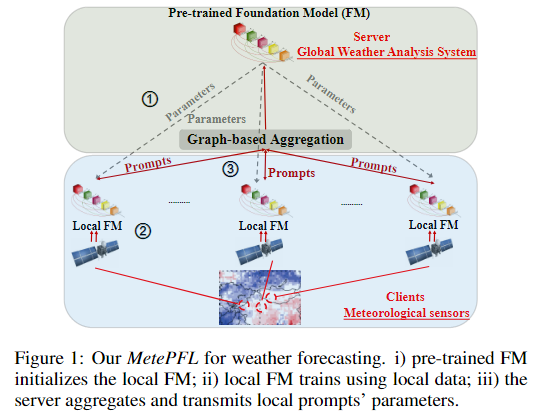 Pre-trained Foundation Model (FM)
Server
Global Weather Analysis System
①
Parameters
Parameters
Parameters
Graph-based Aggregation
Prompts
③
Prompts
Prompts
Local FM
②
Local FM
Local FM
Clients
Meteorological sensors
Figure 1: Our MetePFL for weather forecasting. i) pre-trained FM
initializes the local FM; ii) local FM trains using local data; iii) the
server aggregates and transmits local prompts’ parameters.